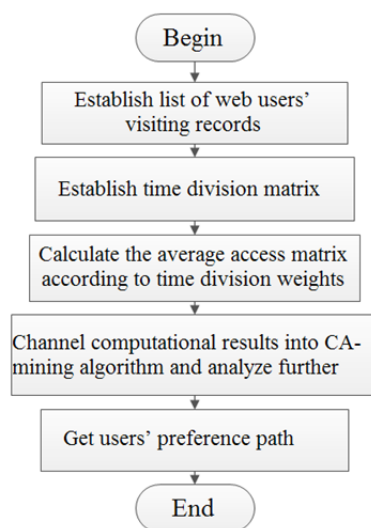 Begin
Establish list of web users'
visiting records
Establish time division matrix
Calculate the average access matrix
according to time division weights
Channel computational results into CA-
mining algorithm and analyze further
Get users' preference path
End